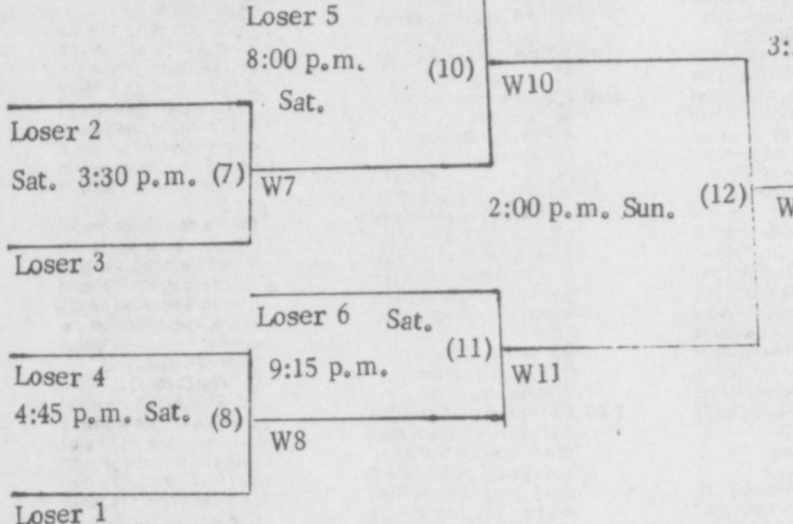 Loser 5
8:00 p.m. (10) W10
Sat.
Loser 2
Sat. 3:30 p.m. (7) W7
2:00 p.m. Sun. (12)
Loser 3
Loser 6 Sat.
(11)
9:15 p.m. W11
Loser 4
4:45 p.m. Sat. (8)
W8
Loser 1